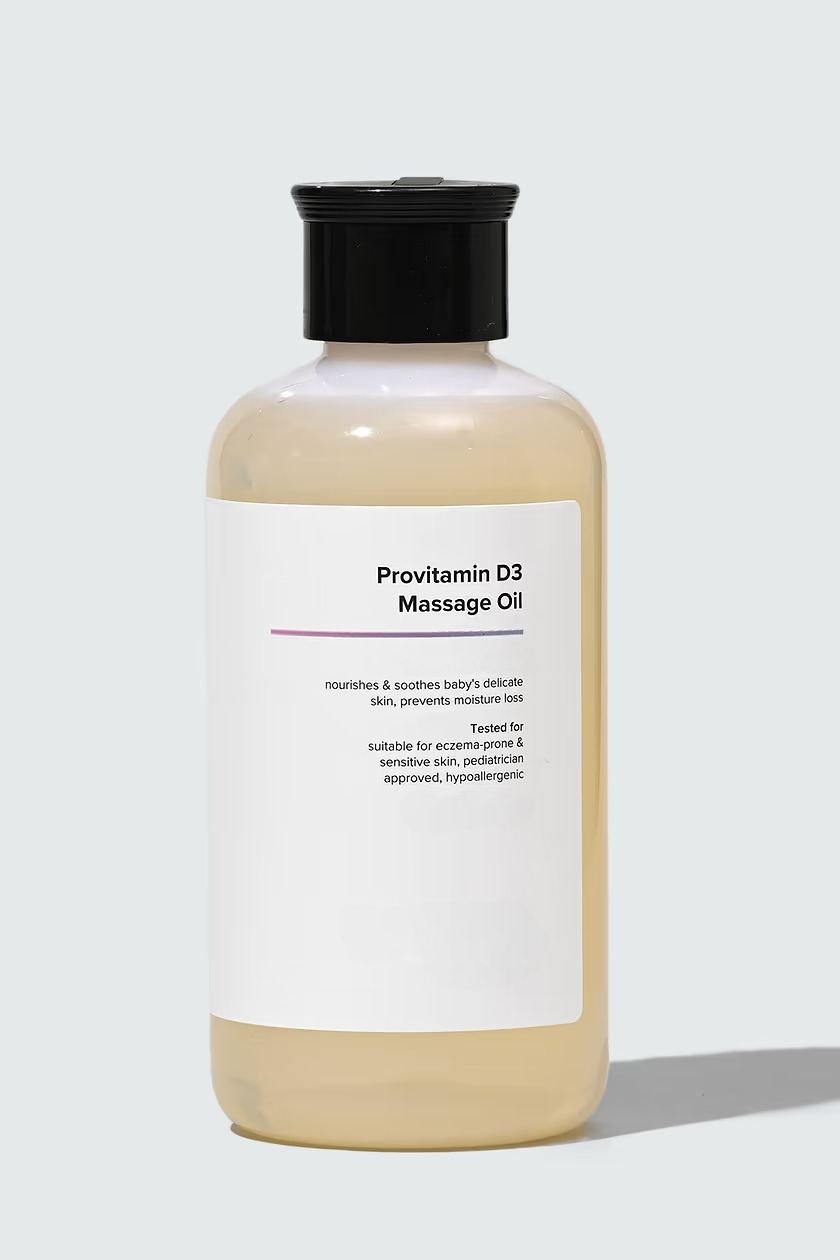 Provitamin D3
Massage Oil
nourishes & soothes baby's delicate
skin, prevents moisture loss
Tested for
suitable for eczema-prone &
sensitive skin, pediatrician
approved, hypoallergenic